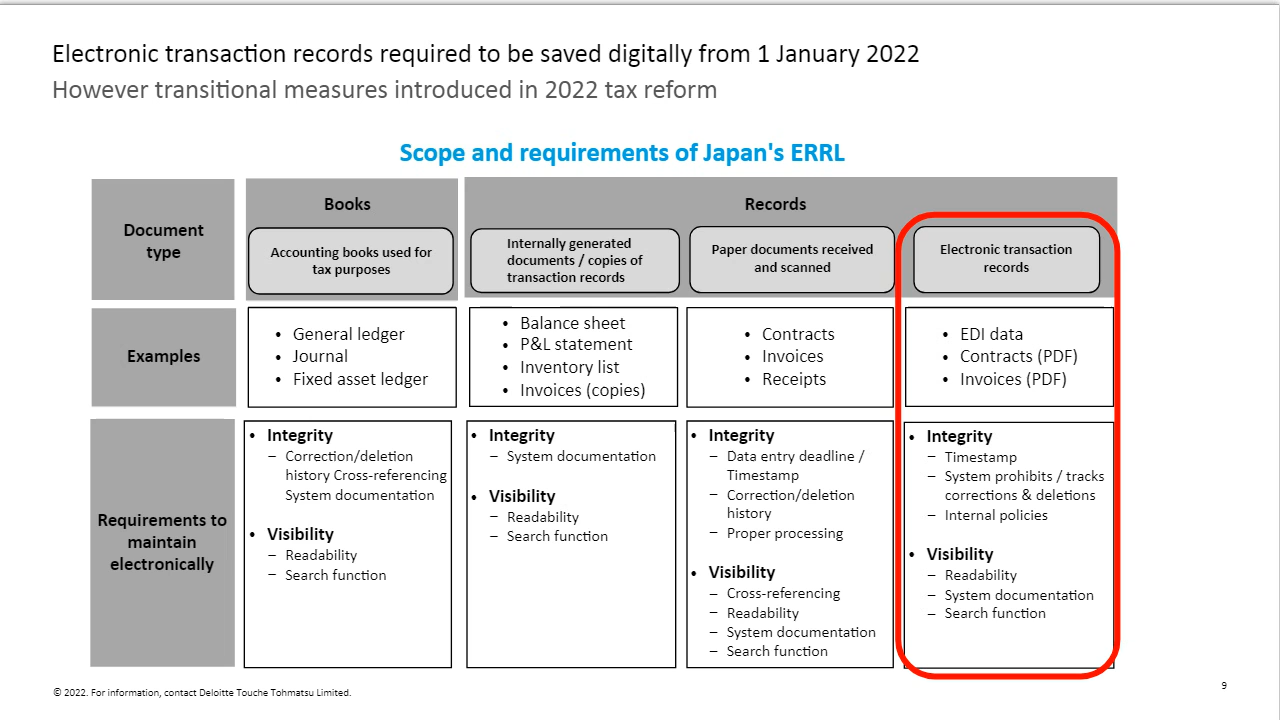 Electronic transaction records required to be saved digitally from 1 January 2022
However transitional measures introduced in 2022 tax reform
Scope and requirements of Japan's ERRL
Document
type
Books
Accounting books used for
tax purposes
Records
Internally generated
documents / copies of
transaction records
Paper documents received
and scanned
Electronic transaction
records
Examples
• General ledger
• Journal
• Fixed asset ledger
• Balance sheet
• P&L statement
• Inventory list
• Invoices (copies)
• Contracts
• Invoices
• Receipts
• EDI data
• Contracts (PDF)
• Invoices (PDF)
Requirements to
maintain
electronically
• Integrity
– Correction/deletion
history Cross-referencing
System documentation
• Visibility
– Readability
– Search function
• Integrity
– System documentation
• Visibility
– Readability
– Search function
• Integrity
– Data entry deadline /
Timestamp
– Correction/deletion
history
– Proper processing
• Visibility
– Cross-referencing
– Readability
– System documentation
– Search function
• Integrity
– Timestamp
– System prohibits / tracks
corrections & deletions
– Internal policies
• Visibility
– Readability
– System documentation
– Search function
© 2022. For information, contact Deloitte Touche Tohmatsu Limited.
9